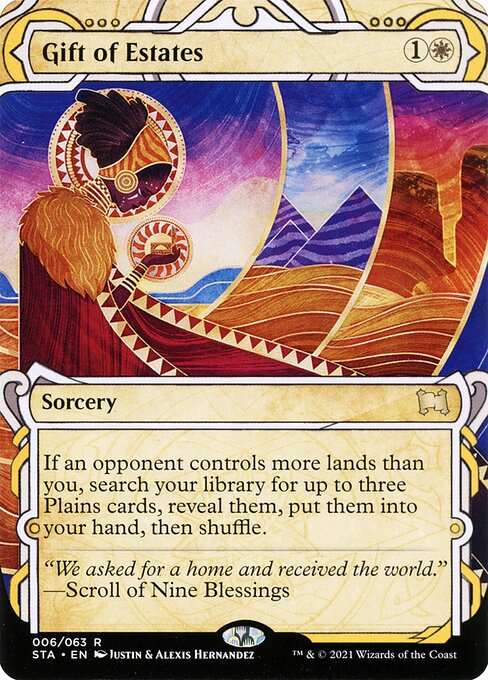 Gift of Estates 1
Sorcery
If an opponent controls more lands than
you, search your library for up to three
Plains cards, reveal them, put them into
your hand, then shuffle.
“We asked for a home and received the world.”
—Scroll of Nine Blessings
006/063 R
STA • EN Justin & Alexis Hernandez
™ & © 2021 Wizards of the Coast